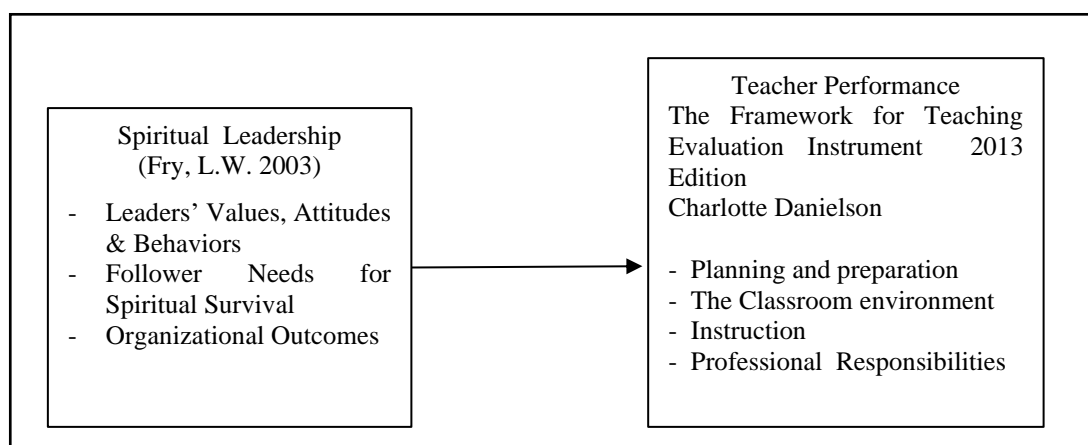 Spiritual Leadership
(Fry, L.W. 2003)
- Leaders’ Values, Attitudes
& Behaviors
- Follower Needs for
Spiritual Survival
- Organizational Outcomes
Teacher Performance
The Framework for Teaching
Evaluation Instrument 2013
Edition
Charlotte Danielson
- Planning and preparation
- The Classroom environment
- Instruction
- Professional Responsibilities